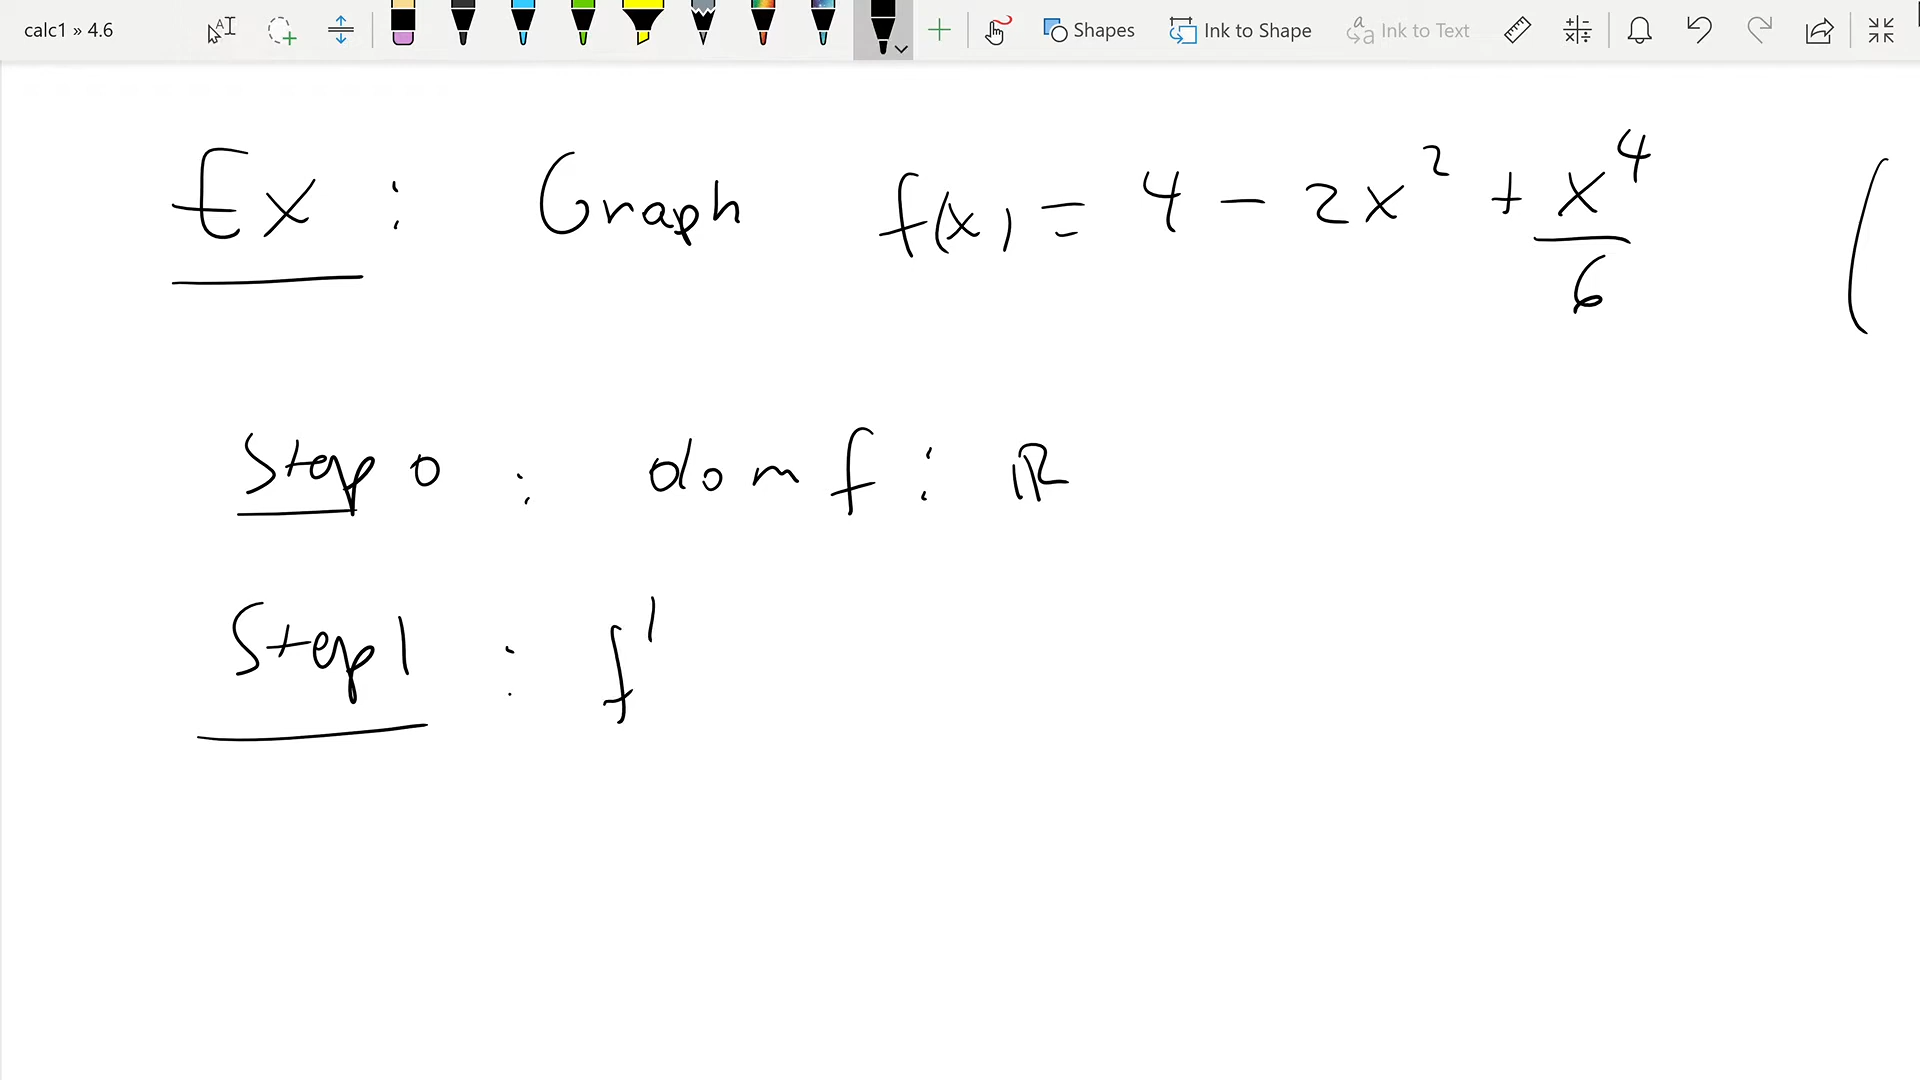 calc1 » 4.6 Shapes Ink to Shape Ink to Text
Ex : Graph f(x) = 4 - 2x² + x⁴/6 (
Step 0 : dom f : ℝ
Step 1 : f'